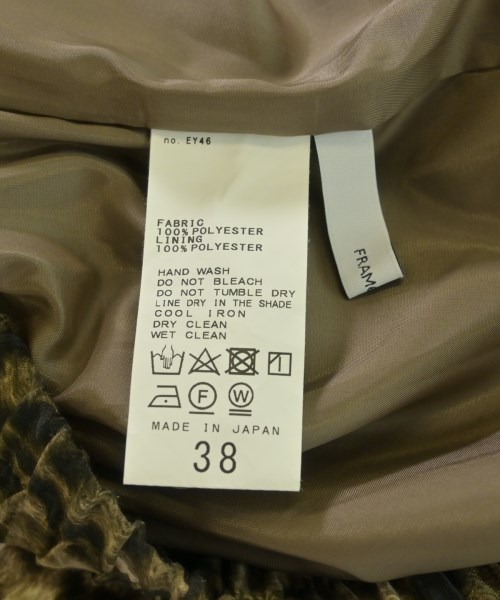 no. EY46
FABRIC
100% POLYESTER
LINING
100% POLYESTER
HAND WASH
DO NOT BLEACH
DO NOT TUMBLE DRY
LINE DRY IN THE SHADE
COOL IRON
DRY CLEAN
WET CLEAN
F W
MADE IN JAPAN
38